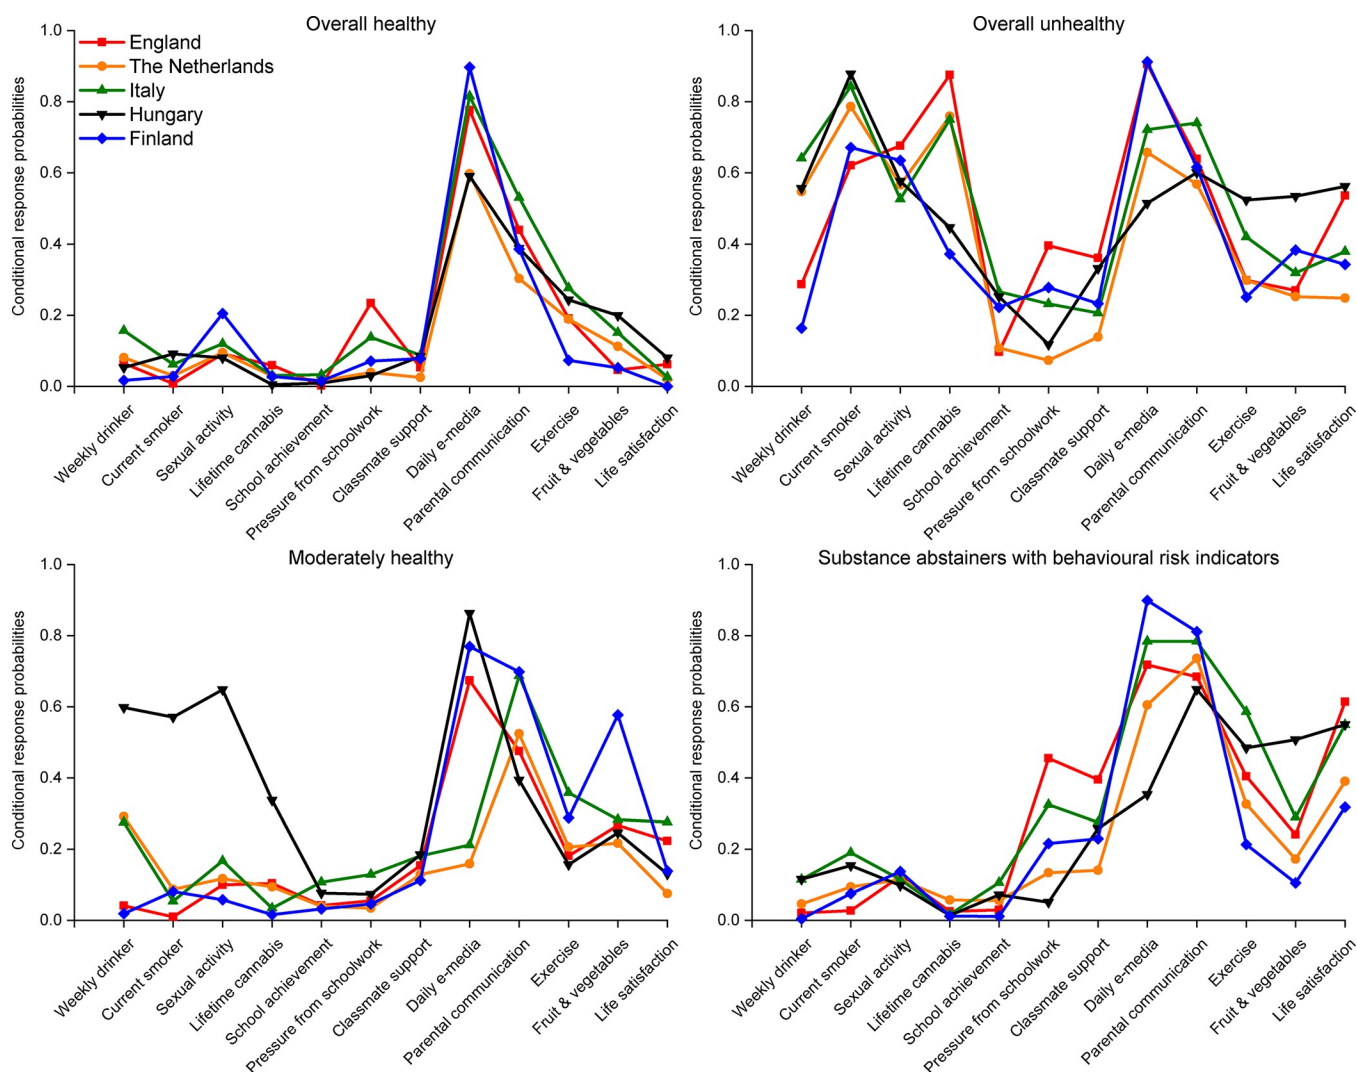 Overall healthy
England
The Netherlands
Italy
Hungary
Finland
Conditional response probabilities
1.0
0.8
0.6
0.4
0.2
0.0
Weekly drinker
Current smoker
Sexual activity
Lifetime cannabis
School achievement
Pressure from schoolwork
Classmate support
Daily e-media
Parental communication
Exercise
Fruit & vegetables
Life satisfaction
Overall unhealthy
Conditional response probabilities
1.0
0.8
0.6
0.4
0.2
0.0
Weekly drinker
Current smoker
Sexual activity
Lifetime cannabis
School achievement
Pressure from schoolwork
Classmate support
Daily e-media
Parental communication
Exercise
Fruit & vegetables
Life satisfaction
Moderately healthy
Conditional response probabilities
1.0
0.8
0.6
0.4
0.2
0.0
Weekly drinker
Current smoker
Sexual activity
Lifetime cannabis
School achievement
Pressure from schoolwork
Classmate support
Daily e-media
Parental communication
Exercise
Fruit & vegetables
Life satisfaction
Substance abstainers with behavioural risk indicators
Conditional response probabilities
1.0
0.8
0.6
0.4
0.2
0.0
Weekly drinker
Current smoker
Sexual activity
Lifetime cannabis
School achievement
Pressure from schoolwork
Classmate support
Daily e-media
Parental communication
Exercise
Fruit & vegetables
Life satisfaction